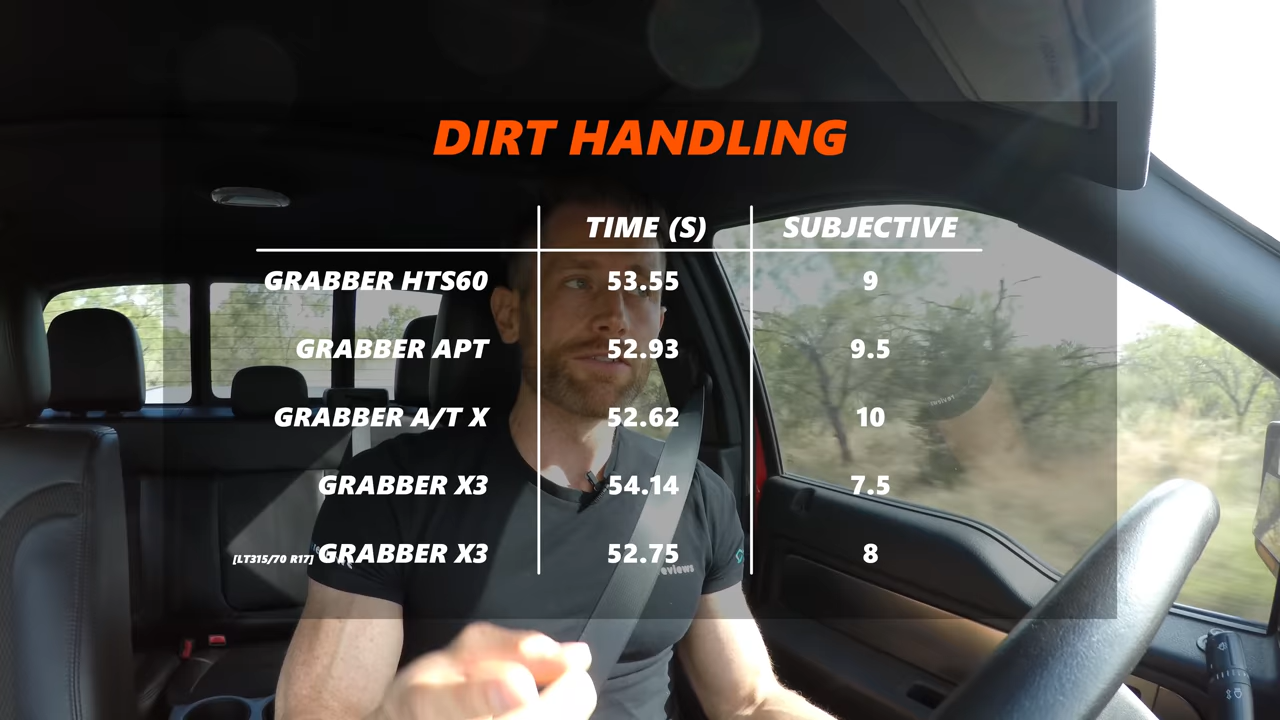 DIRT HANDLING
TIME (S) SUBJECTIVE
GRABBER HTS60 53.55 9
GRABBER APT 52.93 9.5
GRABBER A/T X 52.62 10
GRABBER X3 54.14 7.5
[LT315/70 R17] GRABBER X3 52.75 8
eviews